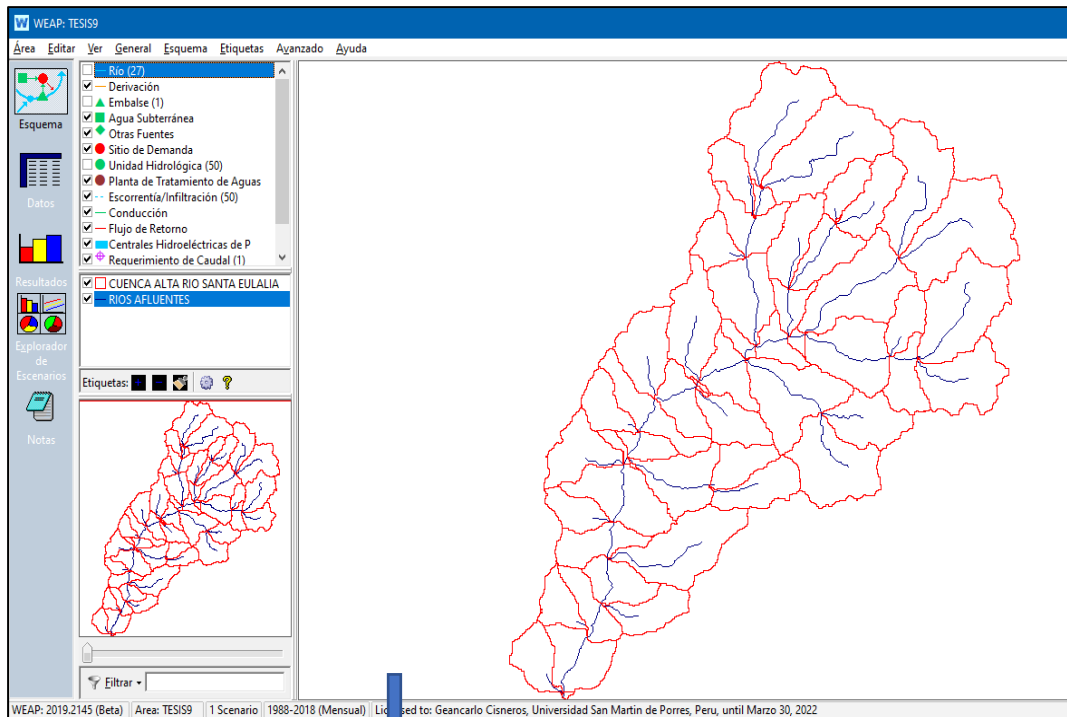 WEAP: TESIS9
Área Editar Ver General Esquema Etiquetas Avanzado Ayuda
Esquema
Datos
Resultados
Explorador
de
Escenarios
Notas
Río (27)
Derivación
Embalse (1)
Agua Subterránea
Otras Fuentes
Sitio de Demanda
Unidad Hidrológica (50)
Planta de Tratamiento de Aguas
Escorrentía/Infiltración (50)
Conducción
Flujo de Retorno
Centrales Hidroeléctricas de P
Requerimiento de Caudal (1)
CUENCA ALTA RIO SANTA EULALIA
RIOS AFLUENTES
Etiquetas:
Filtrar
WEAP: 2019.2145 (Beta) Area: TESIS9 1 Scenario 1988-2018 (Mensual) to: Geancarlo Cisneros, Universidad San Martin de Porres, Peru, until Marzo 30, 2022